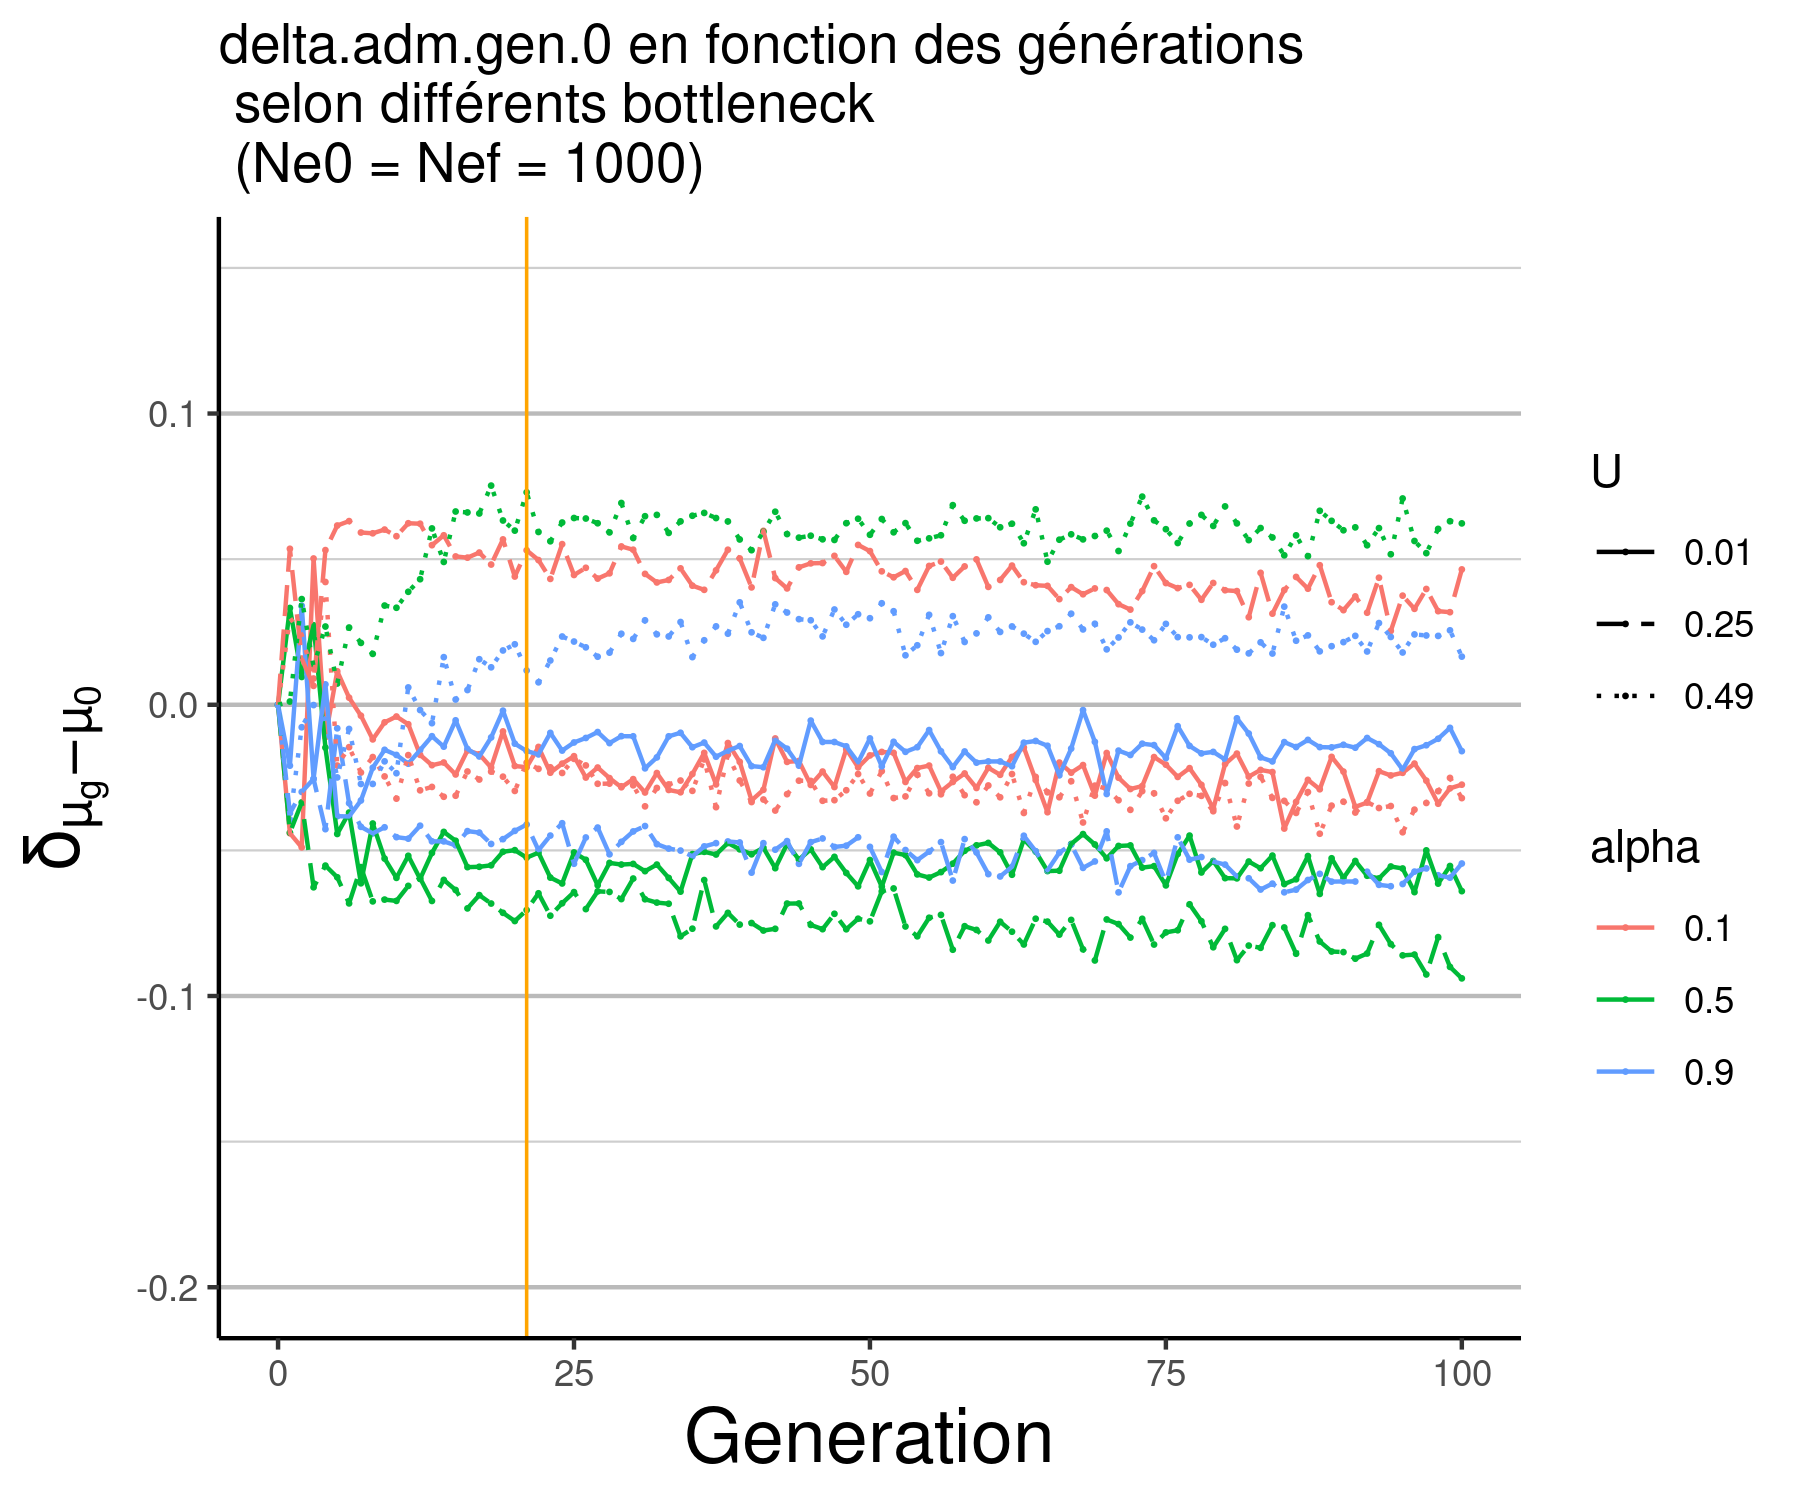 delta.adm.gen.0 en fonction des générations
selon différents bottleneck
(Ne0 = Nef = 1000)
0.1
0.0
-0.1
-0.2
δμg−μ0
0 25 50 75 100
Generation
U
0.01
0.25
0.49
alpha
0.1
0.5
0.9